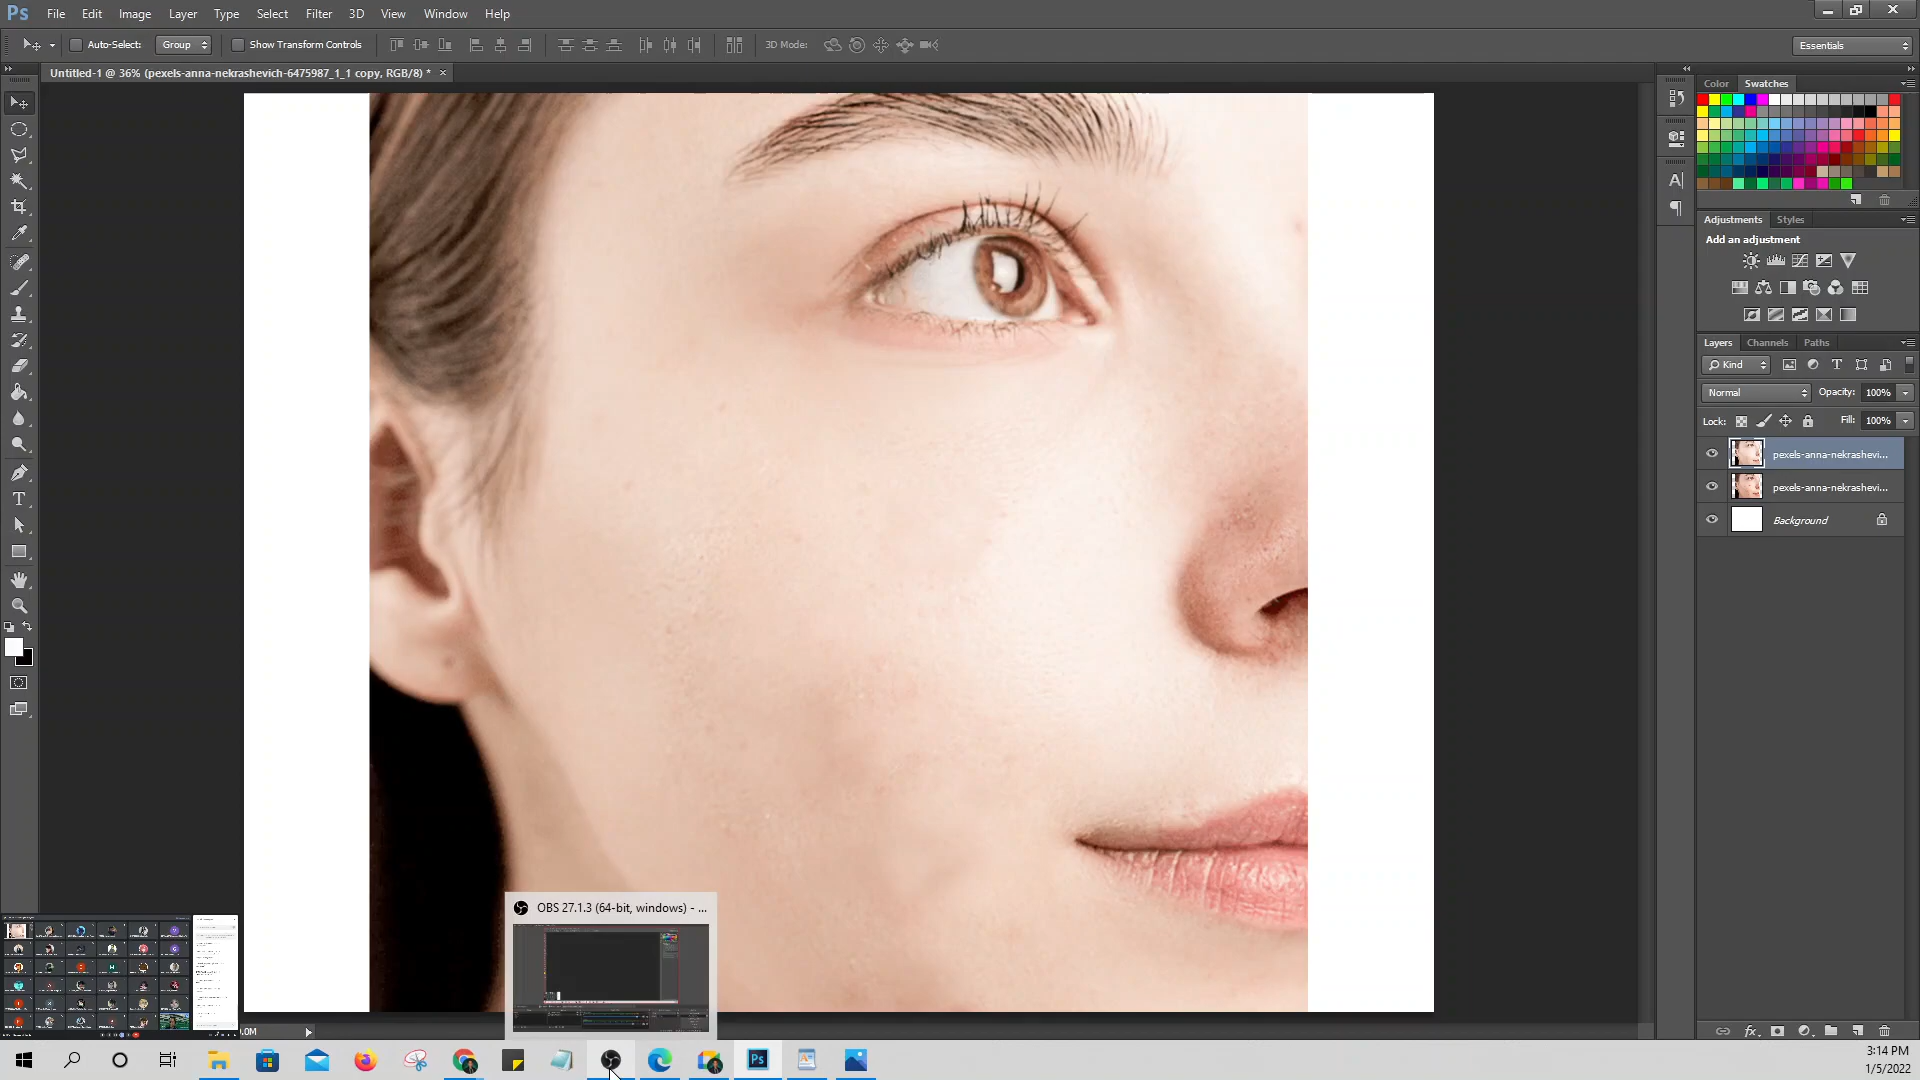 Ps File Edit Image Layer Type Select Filter 3D View Window Help
Auto-Select: Group Show Transform Controls 3D Mode: Essentials
Untitled-1 @ 36% (pexels-anna-nekrashevich-6475987_1_1 copy, RGB/8) *
Color Swatches
Adjustments Styles
Add an adjustment
Layers Channels Paths
Kind
Normal Opacity: 100%
Lock: Fill: 100%
pexels-anna-nekrashevi...
pexels-anna-nekrashevi...
Background
OBS 27.1.3 (64-bit, windows) - ...
.0M
3:14 PM
1/5/2022